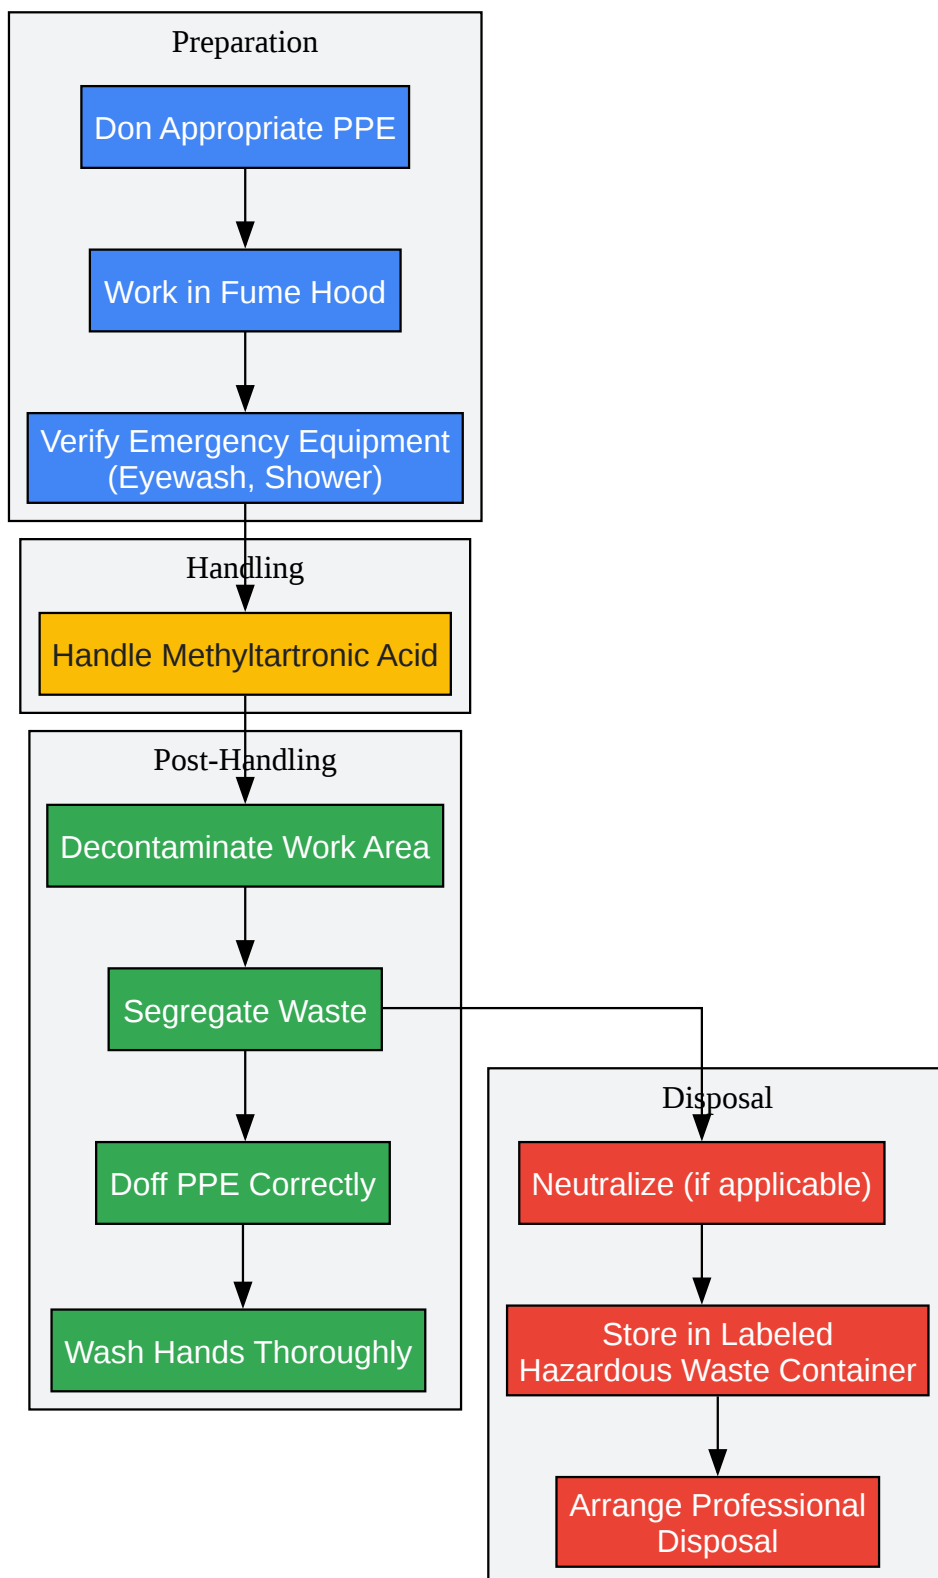 Preparation
Don Appropriate PPE
Work in Fume Hood
Verify Emergency Equipment
(Eyewash, Shower)
Handling
Handle Methyltartronic Acid
Post-Handling
Decontaminate Work Area
Segregate Waste
Doff PPE Correctly
Wash Hands Thoroughly
Disposal
Neutralize (if applicable)
Store in Labeled
Hazardous Waste Container
Arrange Professional
Disposal